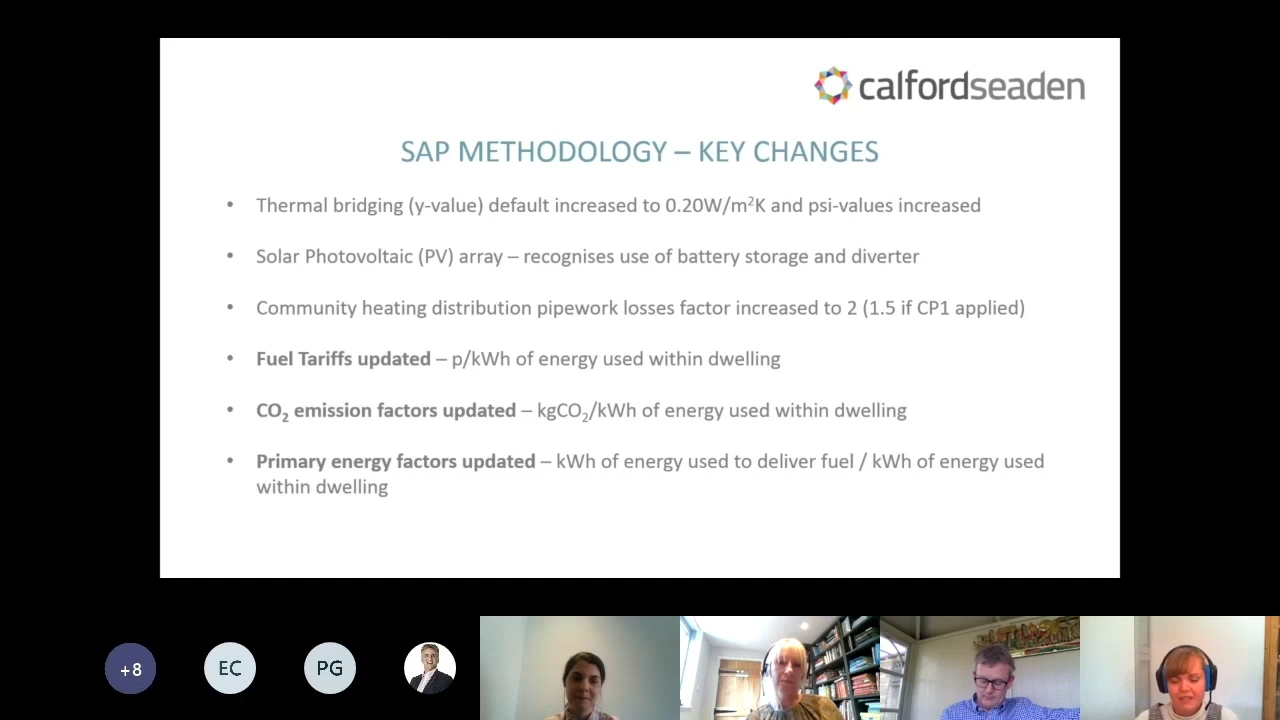 calfordseaden
SAP METHODOLOGY – KEY CHANGES
• Thermal bridging (y-value) default increased to 0.20W/m²K and psi-values increased
• Solar Photovoltaic (PV) array – recognises use of battery storage and diverter
• Community heating distribution pipework losses factor increased to 2 (1.5 if CP1 applied)
• Fuel Tariffs updated – p/kWh of energy used within dwelling
• CO₂ emission factors updated – kgCO₂/kWh of energy used within dwelling
• Primary energy factors updated – kWh of energy used to deliver fuel / kWh of energy used
within dwelling
+8
EC
PG